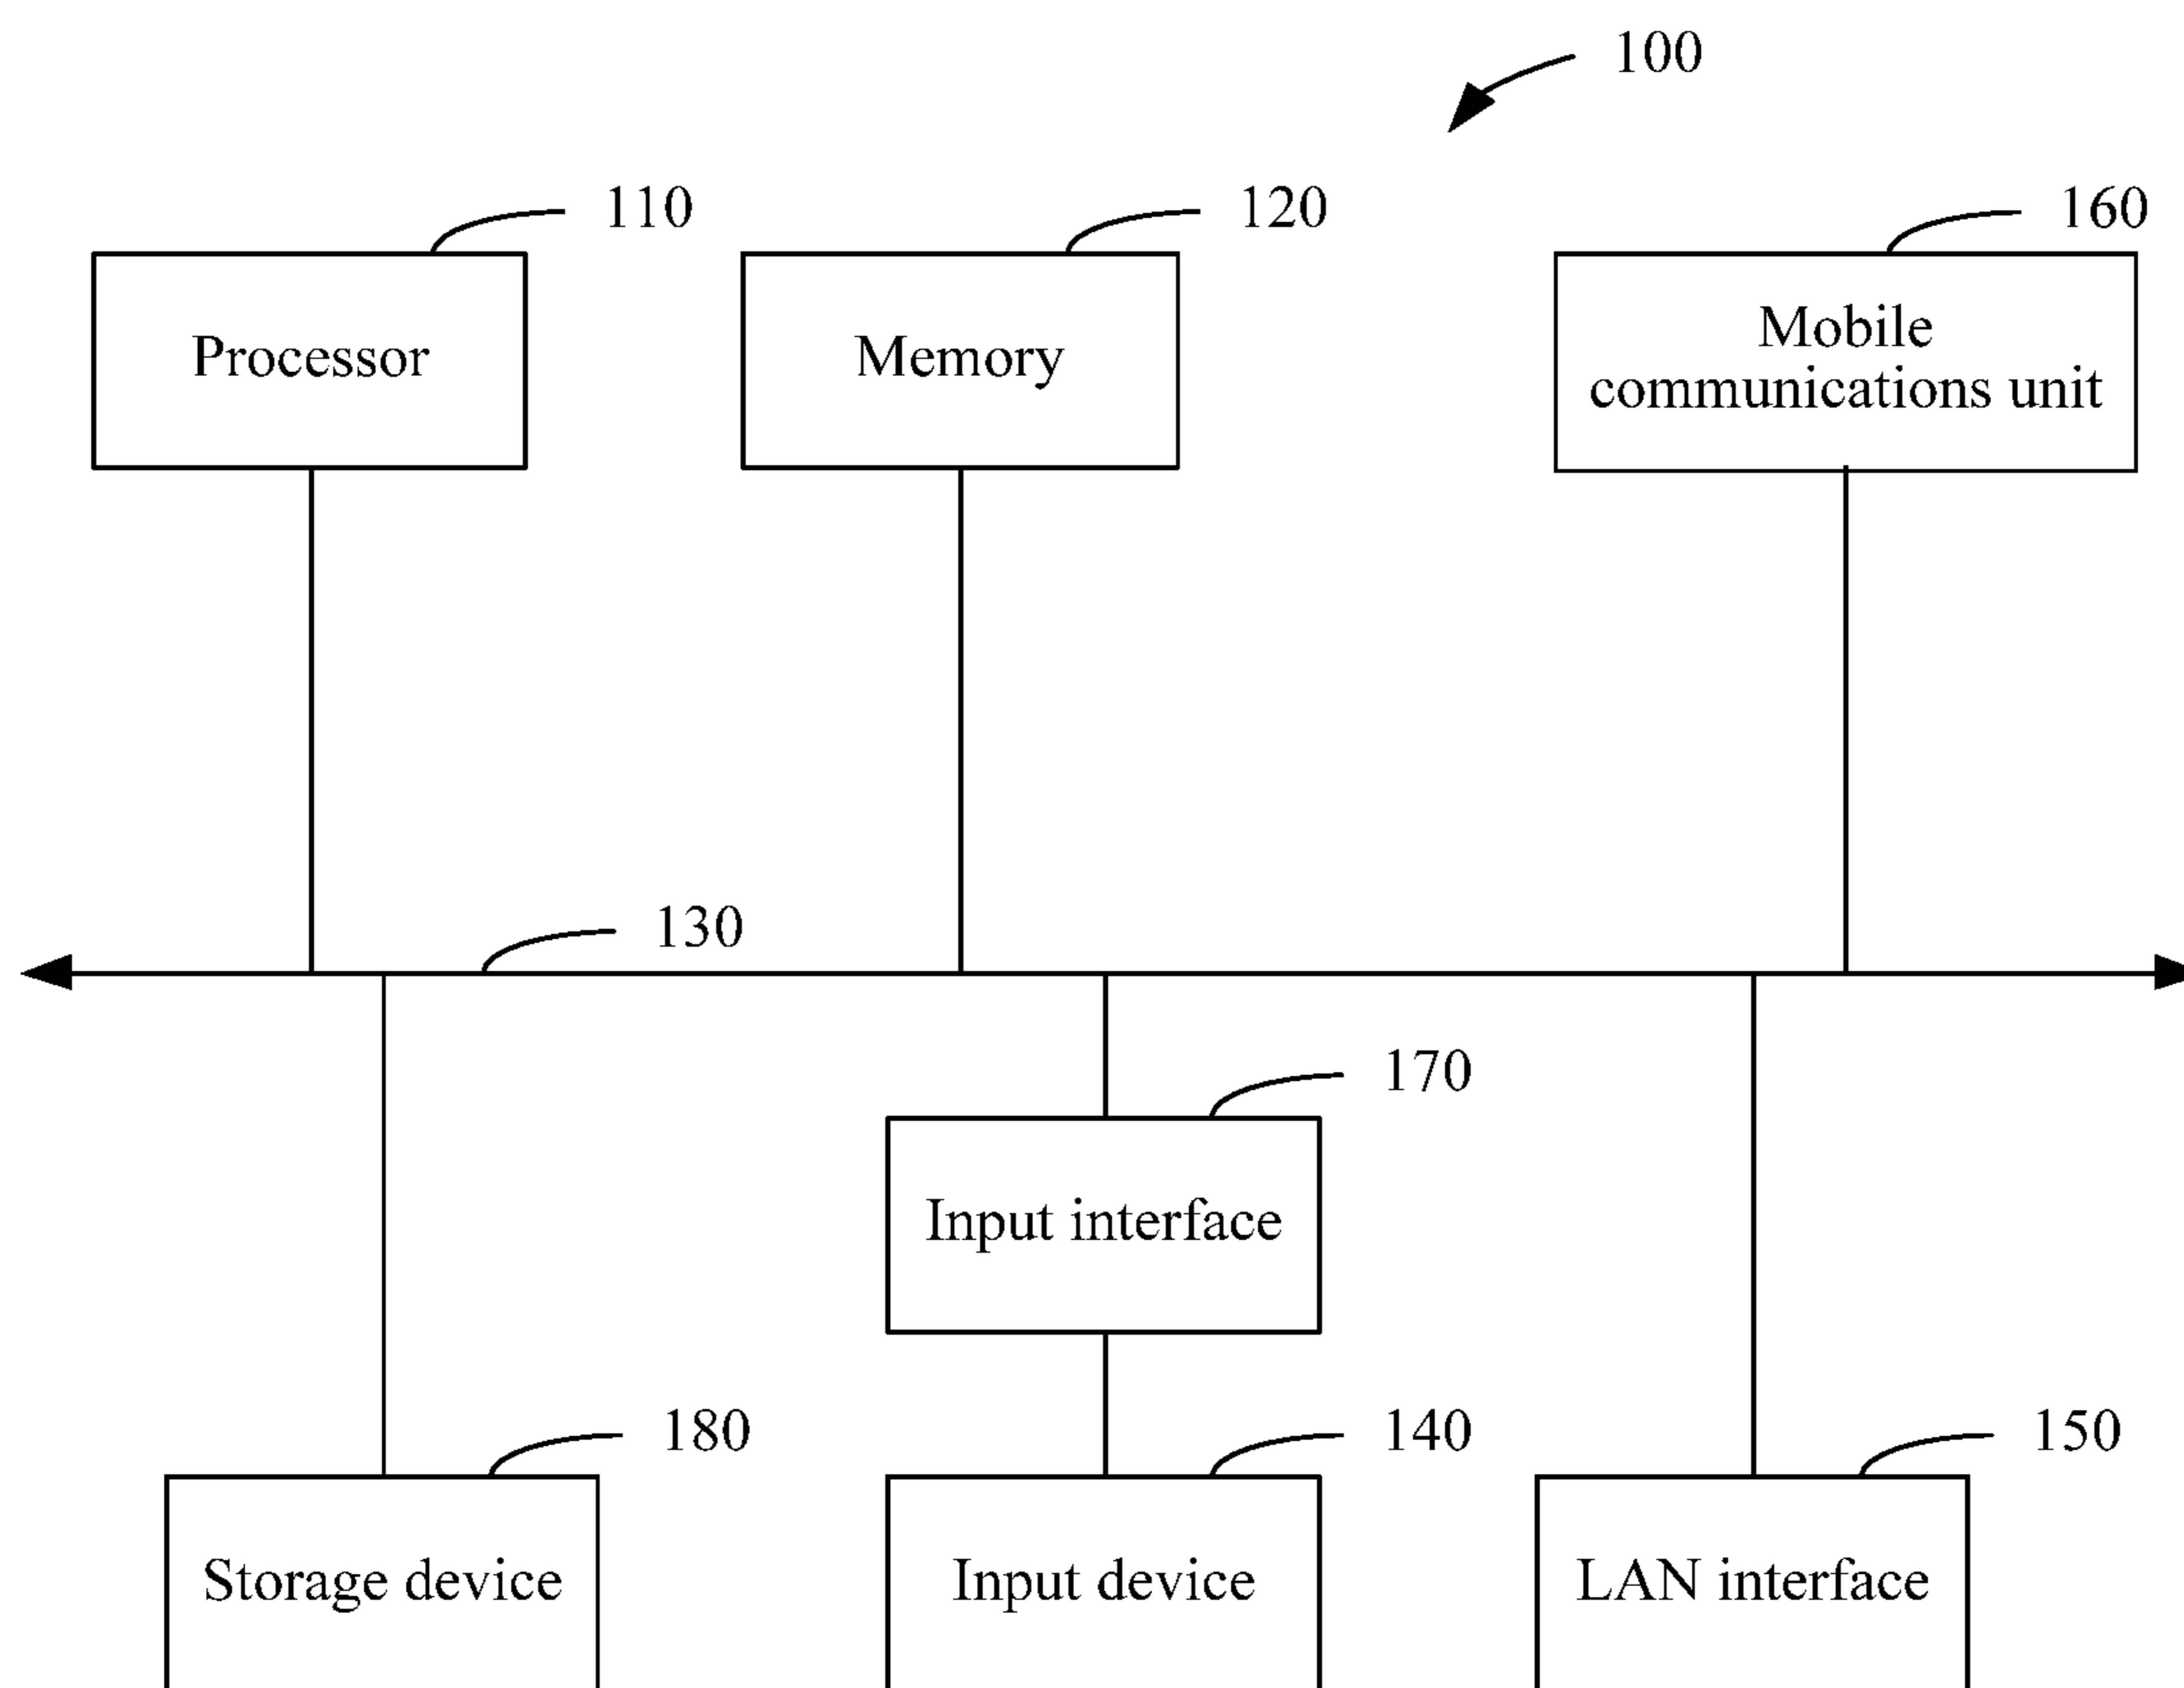 100
110
120
160
Processor
Memory
Mobile
communications unit
130
170
Input interface
180
140
150
Storage device
Input device
LAN interface